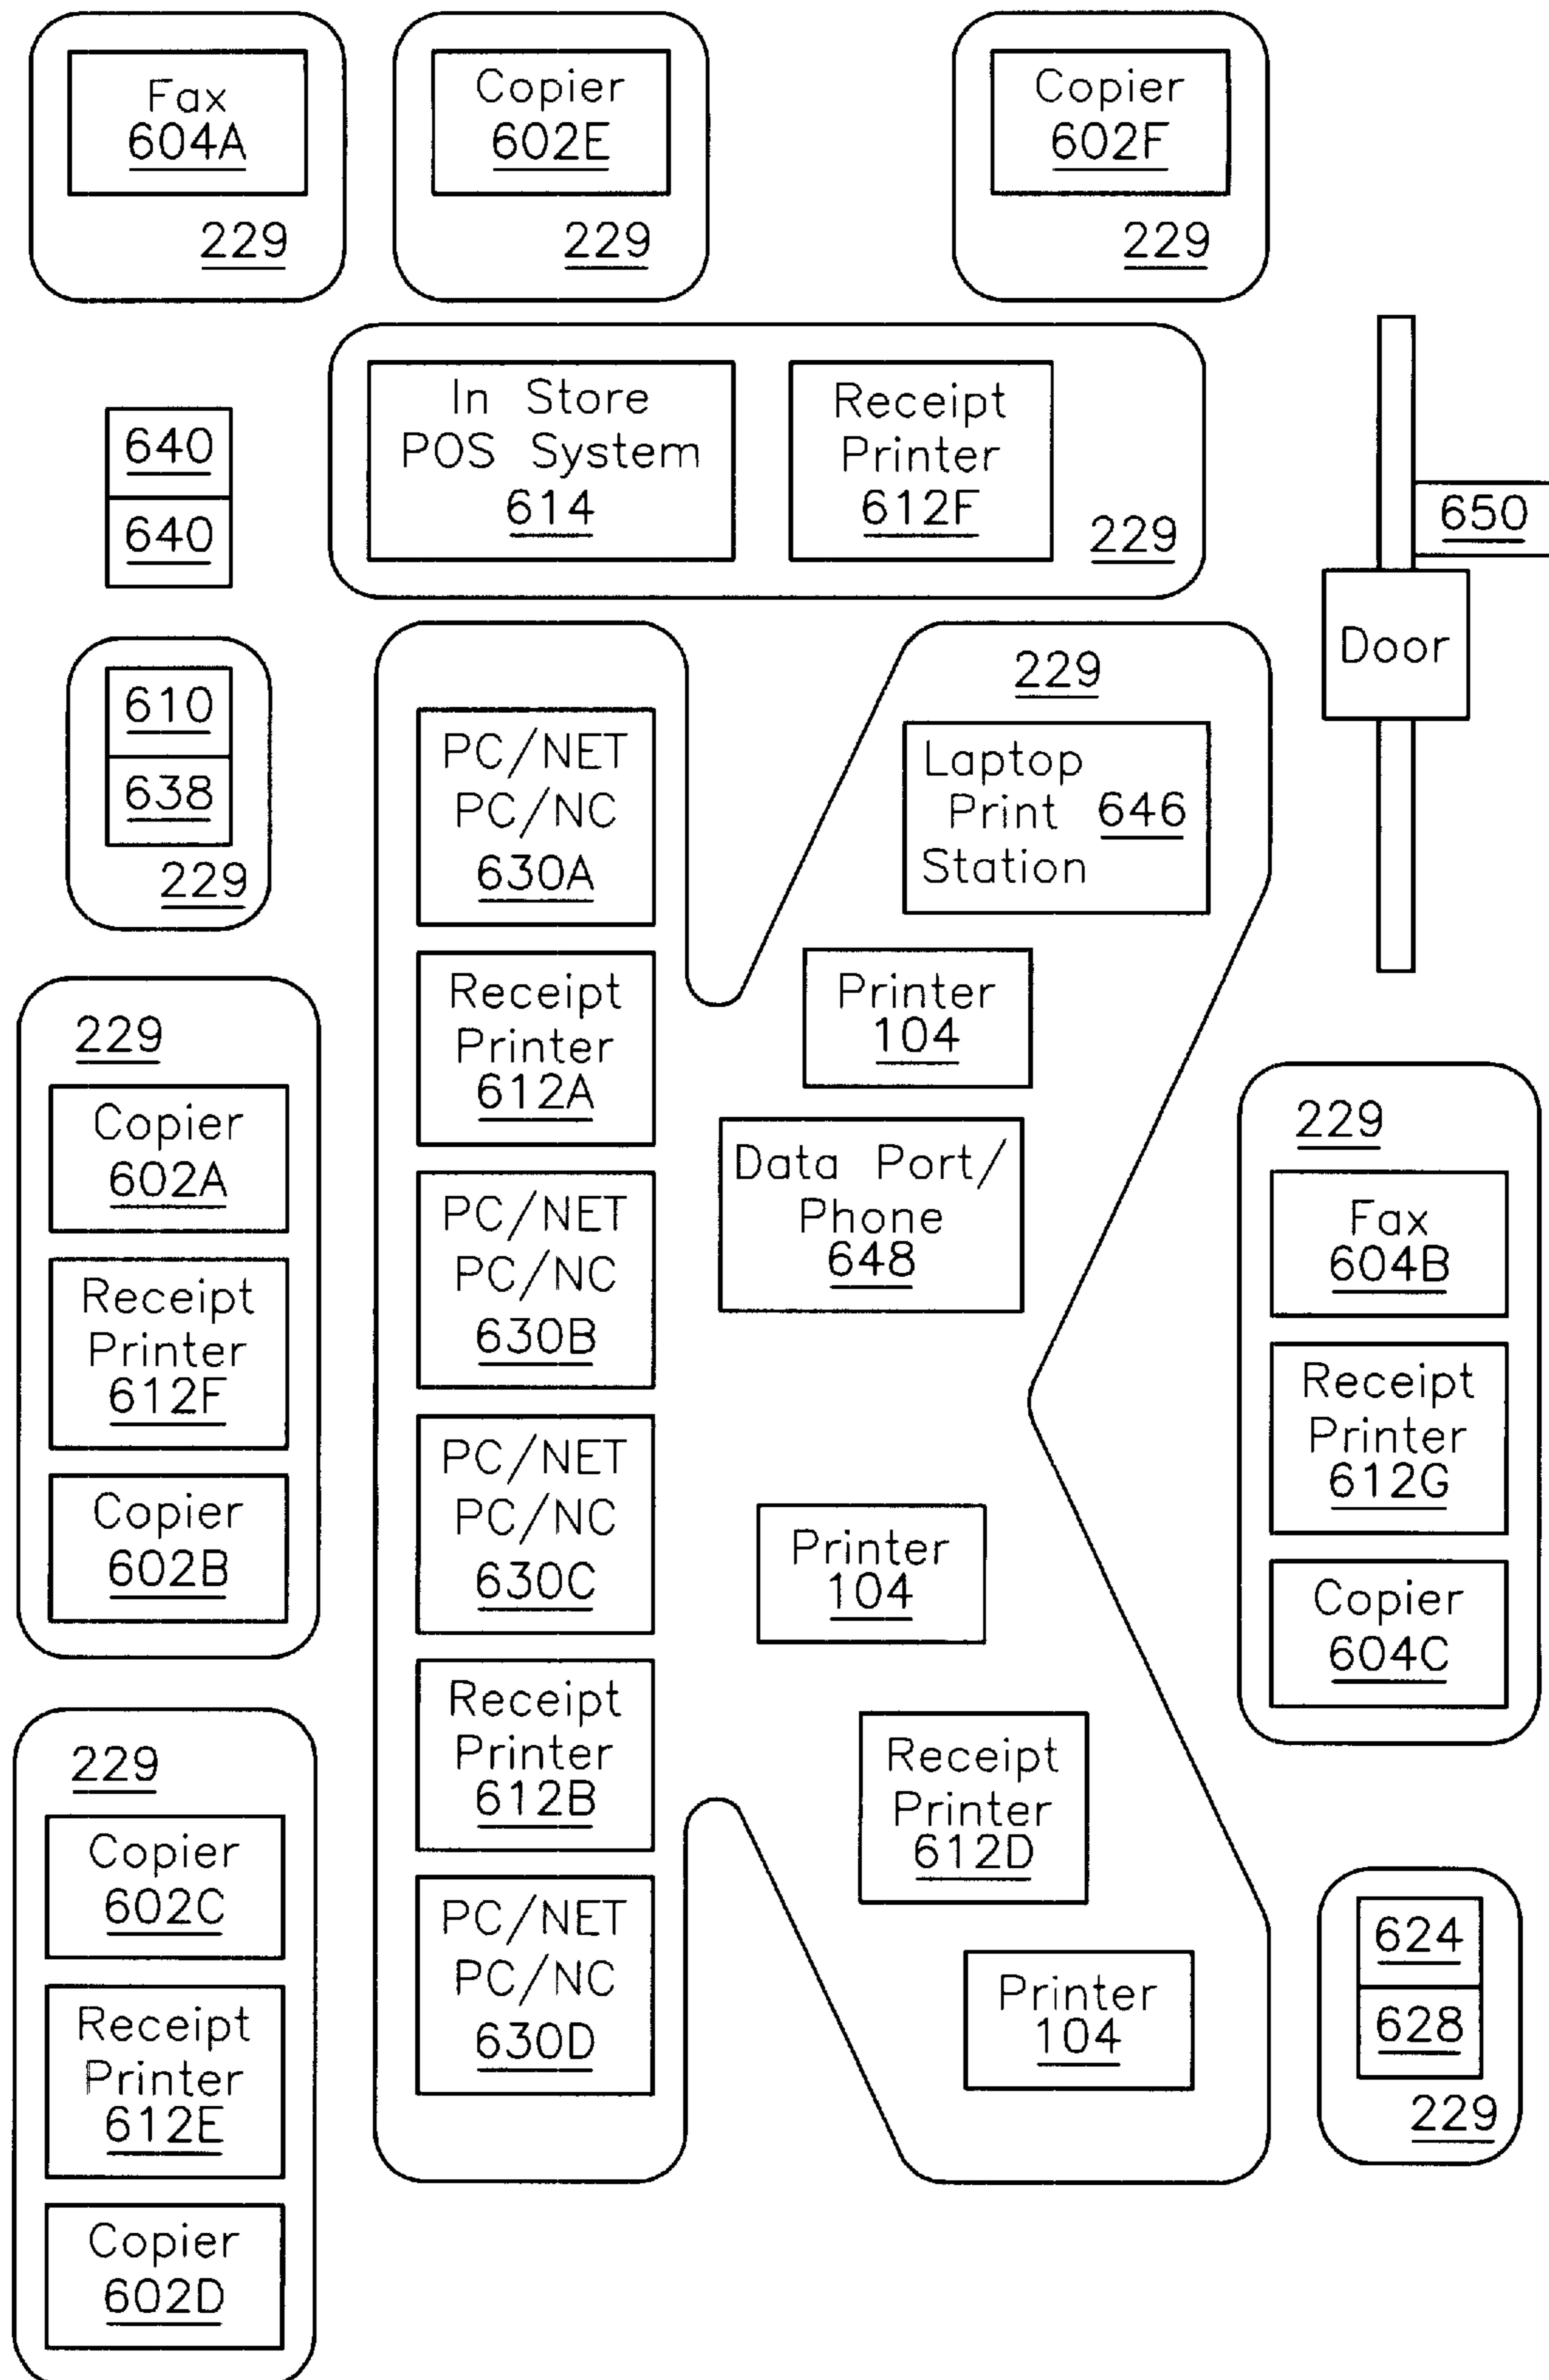 Fax
604A
229
Copier
602E
229
Copier
602F
229
In Store
POS System
614
Receipt
Printer
612F
229
640
640
650
Door
610
638
229
PC/NET
PC/NC
630A
Receipt
Printer
612A
PC/NET
PC/NC
630B
PC/NET
PC/NC
630C
Receipt
Printer
612B
PC/NET
PC/NC
630D
229
Laptop
Print 646
Station
Printer
104
Data Port/
Phone
648
Printer
104
Receipt
Printer
612D
Printer
104
229
Copier
602A
Receipt
Printer
612F
Copier
602B
229
Copier
602C
Receipt
Printer
612E
Copier
602D
229
Fax
604B
Receipt
Printer
612G
Copier
604C
624
628
229